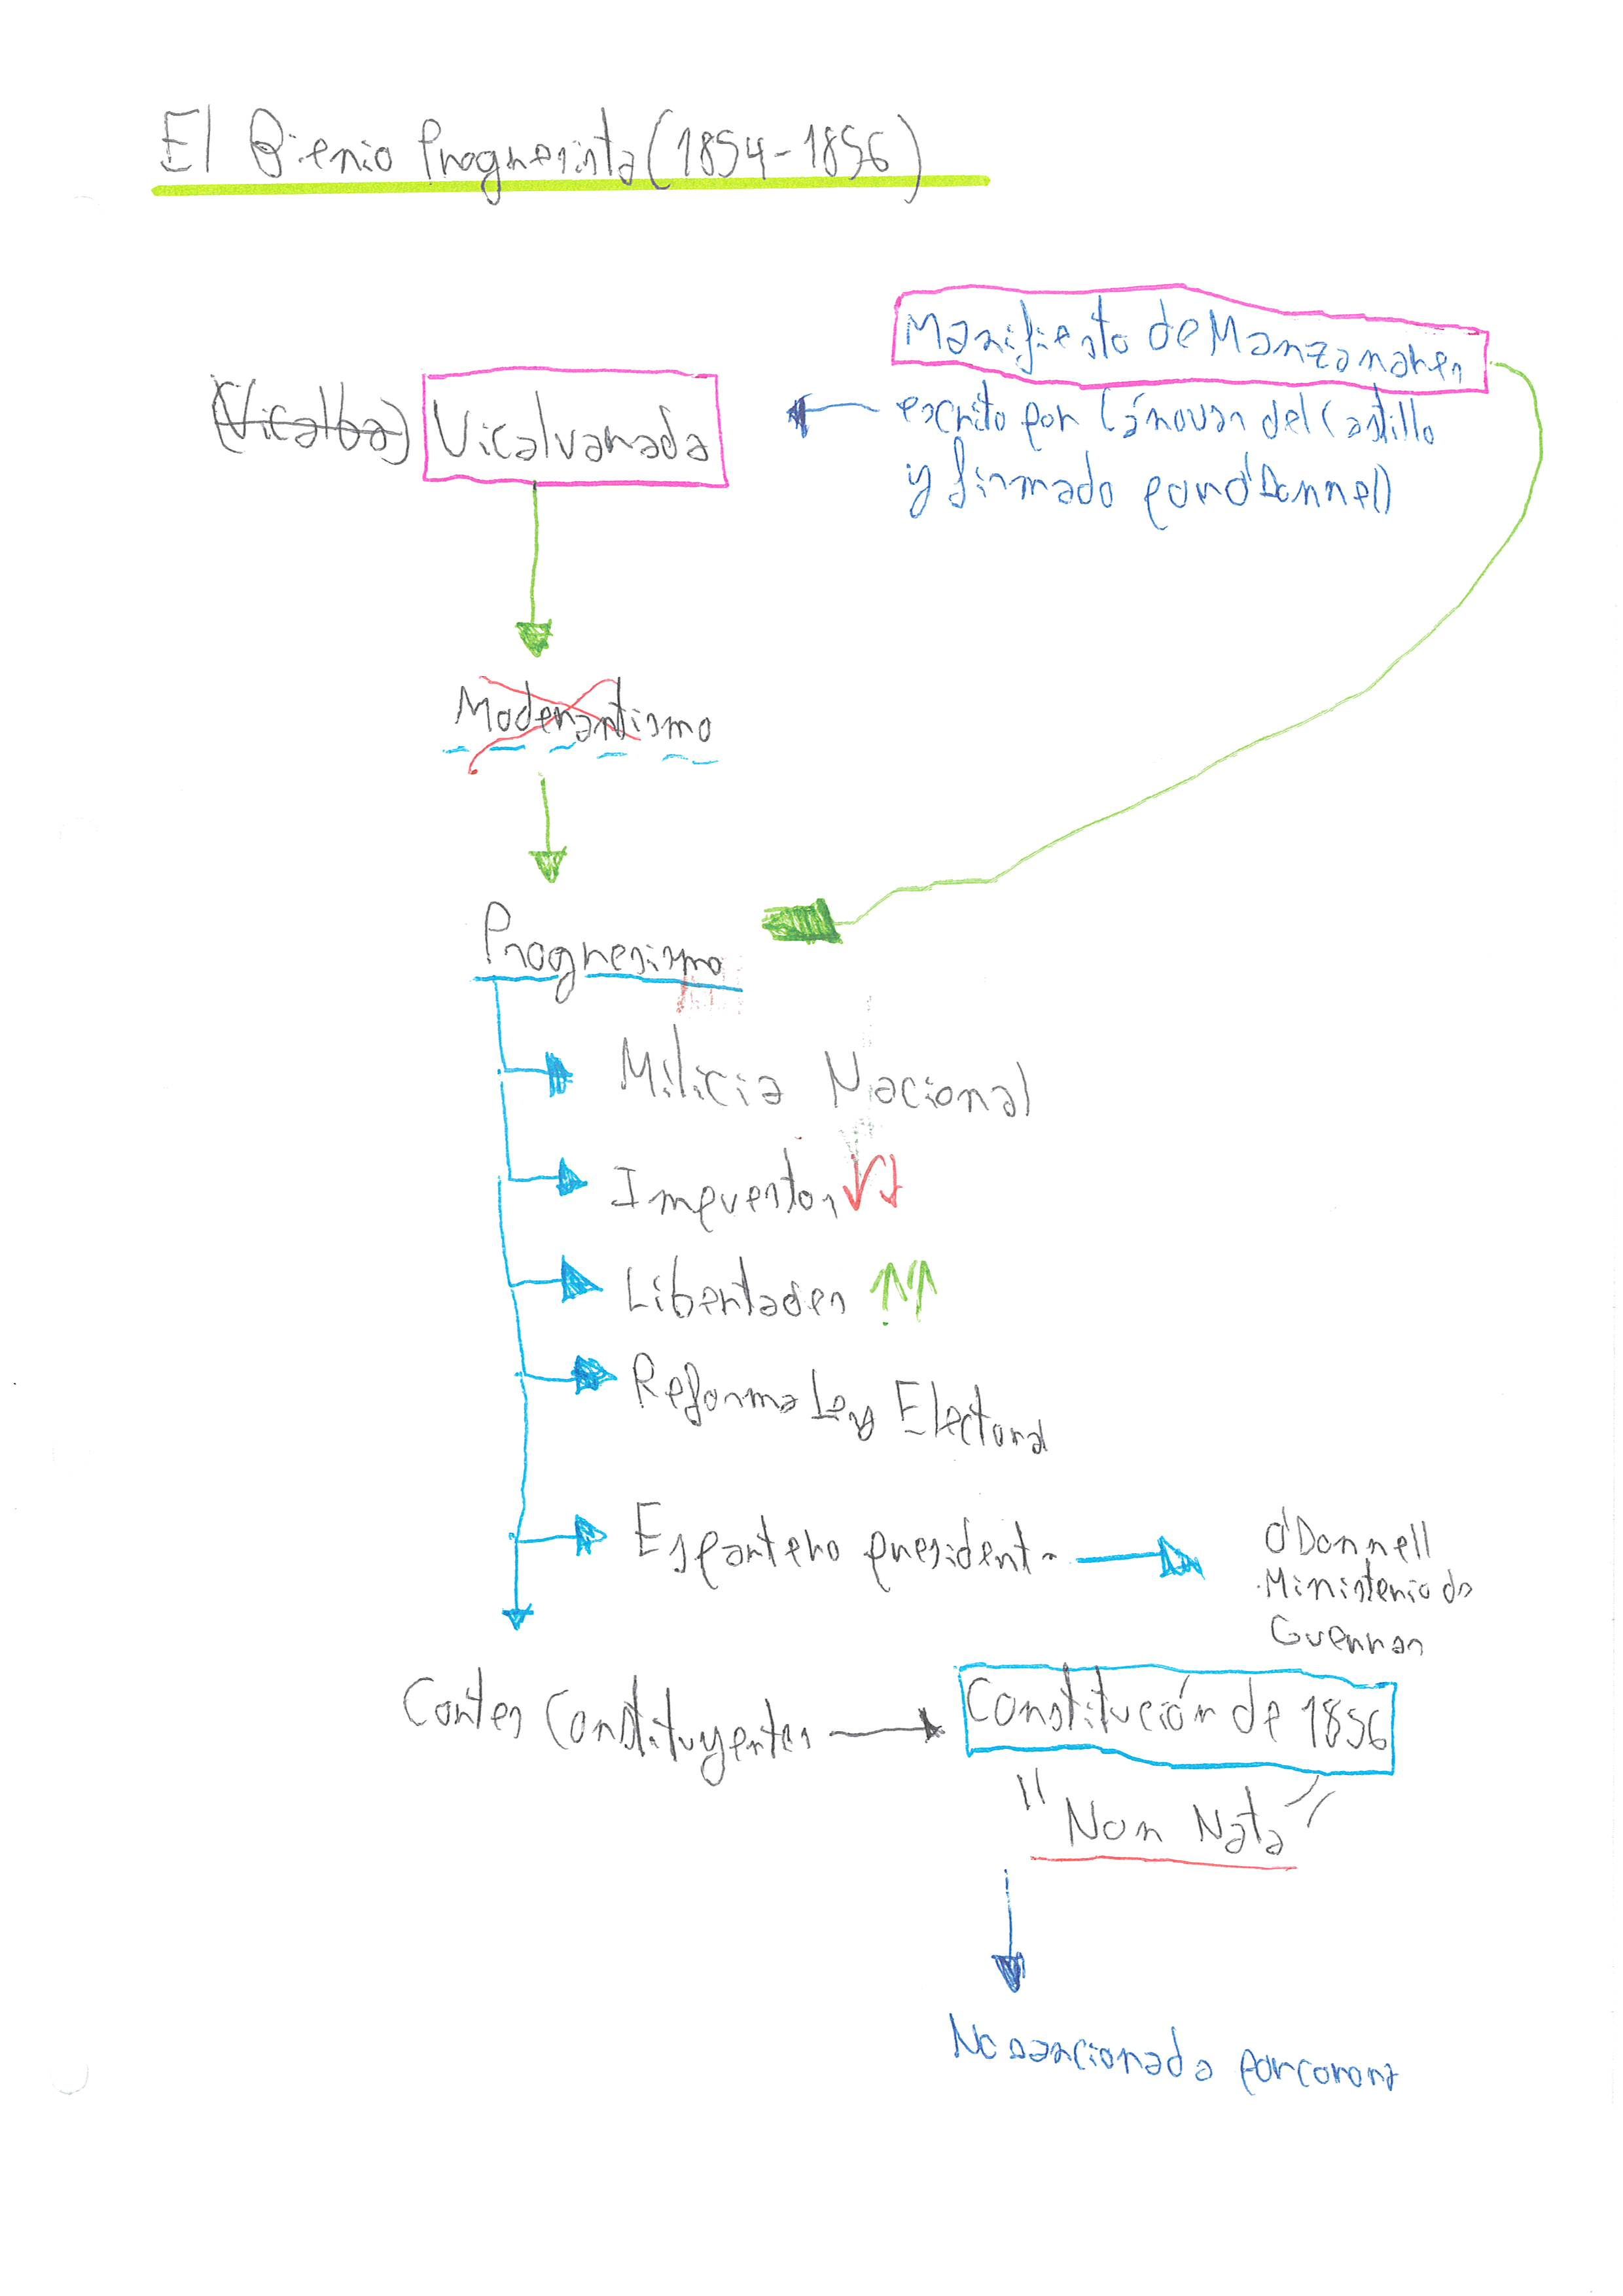 El Bienio Progresista (1854-1856)
Manifiesto de Manzanares
(Vicalba) Vicalvarada
escrito por Cánovas del Castillo
y firmado por O'Donnell
Moderantismo
Progresismo
Milicia Nacional
Impuestos ↓↓
Libertades ↑↑
Reforma Ley Electoral
Espartero presidente
O'Donnell
Ministerio de
Guerras
Cortes Constituyentes
Constitución de 1856
"Non Nata"
No sancionada por corona